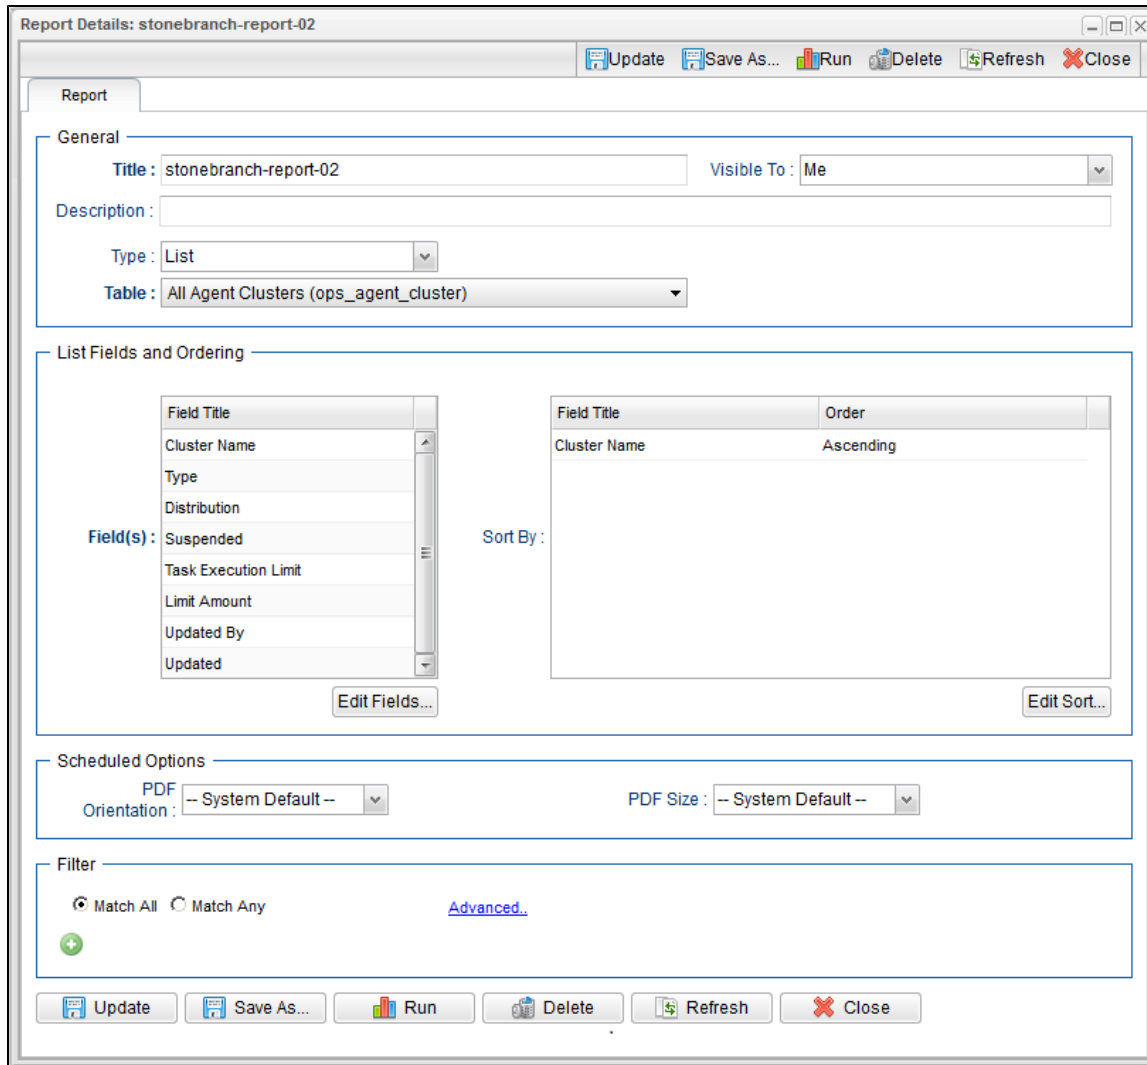 Report Details: stonebranch-report-02
Update Save As... Run Delete Refresh Close
Report
General
Title : stonebranch-report-02 Visible To : Me
Description :
Type : List
Table : All Agent Clusters (ops_agent_cluster)
List Fields and Ordering
Field Title Field Title Order
Cluster Name Cluster Name Ascending
Type
Distribution
Field(s) : Suspended Sort By :
Task Execution Limit
Limit Amount
Updated By
Updated
Edit Fields... Edit Sort...
Scheduled Options
PDF
Orientation : -- System Default -- PDF Size : -- System Default --
Filter
Match All Match Any Advanced..
Update Save As... Run Delete Refresh Close